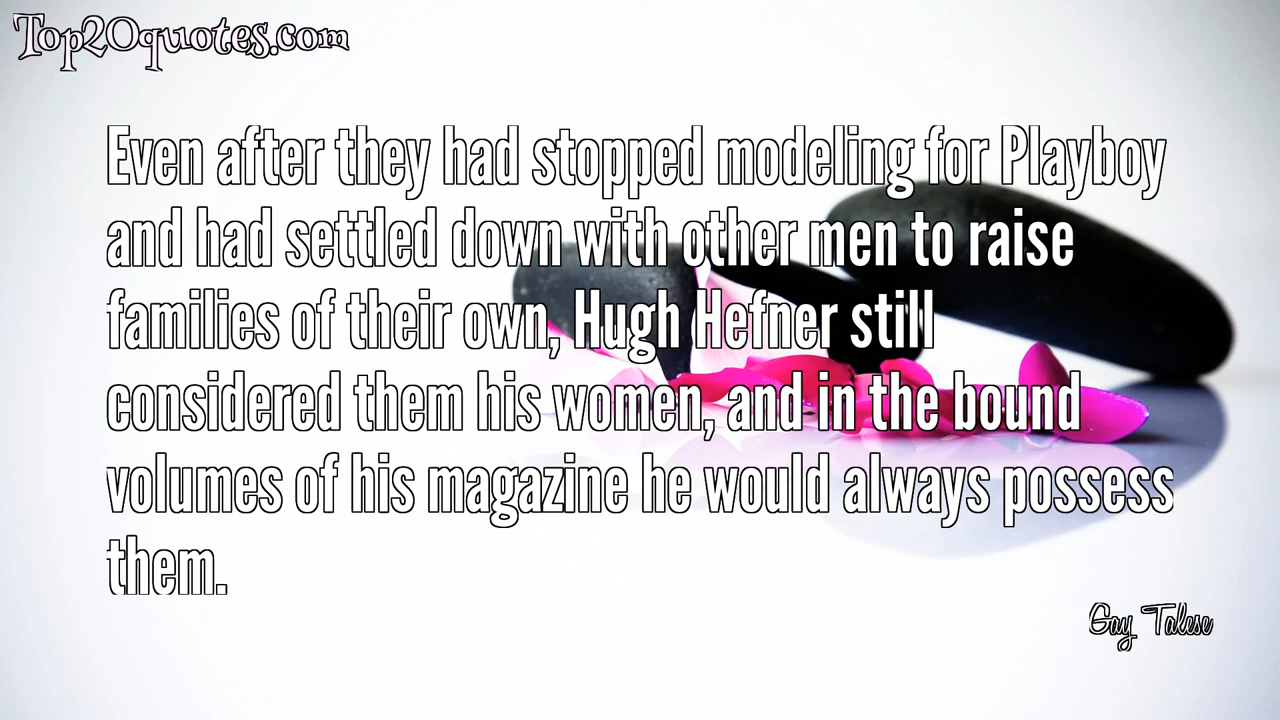 Top20quotes.com
Even after they had stopped modeling for Playboy
and had settled down with other men to raise
families of their own, Hugh Hefner still
considered them his women, and in the bound
volumes of his magazine he would always possess
them.
Gay Talese